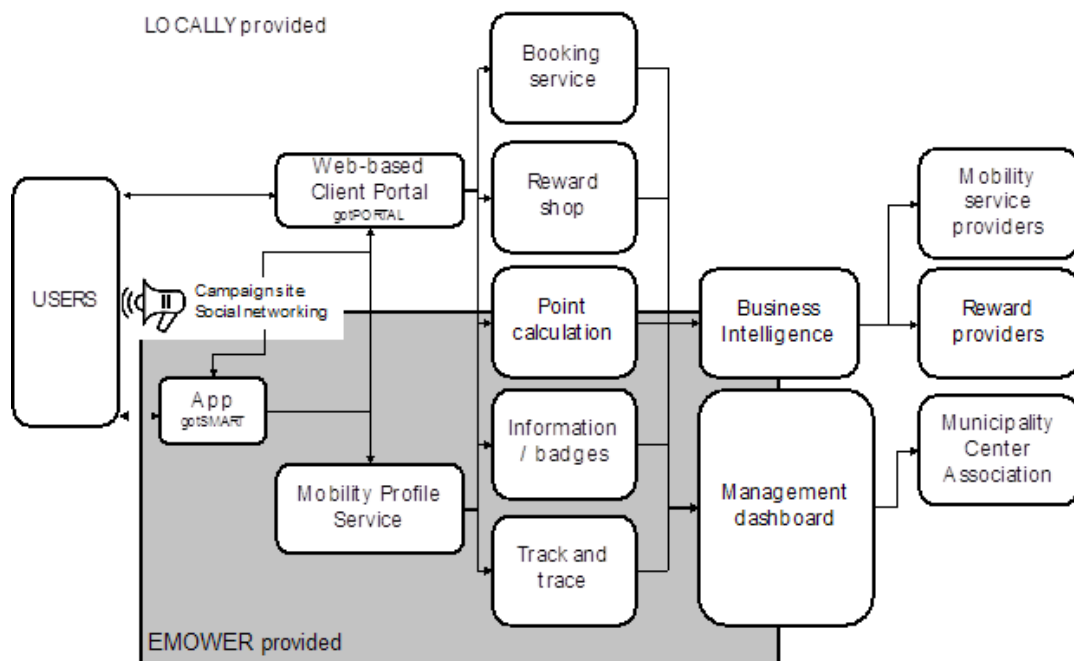 LOCALLY provided
Booking
service
Web-based
Client Portal
gotPORTAL
Reward
shop
Mobility
service
providers
USERS
Campaign site
Social networking
Point
calculation
Business
Intelligence
Reward
providers
App
gotSMART
Information
/ badges
Municipality
Center
Association
Mobility Profile
Service
Management
dashboard
Track and
trace
EMOWER provided